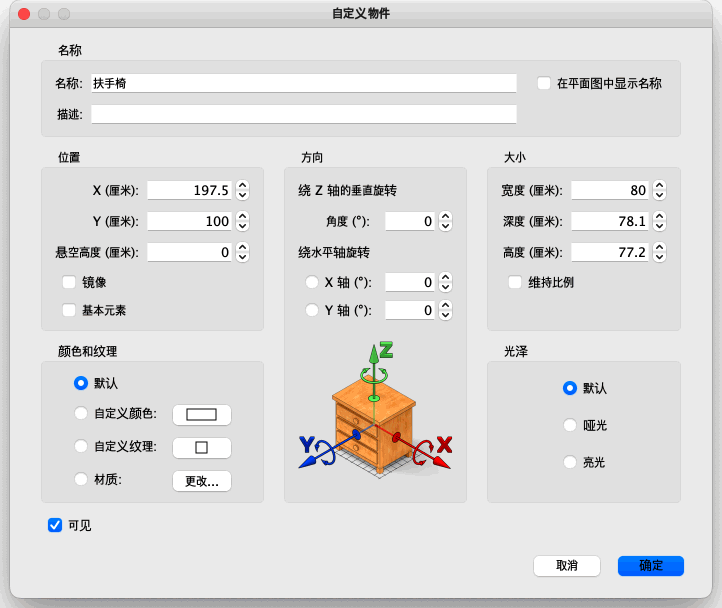 自定义物件
名称
名称: 扶手椅 在平面图中显示名称
描述:
位置 方向 大小
X (厘米): 197.5 绕 Z 轴的垂直旋转 宽度 (厘米): 80
Y (厘米): 100 角度 (°): 0 深度 (厘米): 78.1
悬空高度 (厘米): 0 绕水平轴旋转 高度 (厘米): 77.2
镜像 X 轴 (°): 0 维持比例
基本元素 Y 轴 (°): 0
颜色和纹理 Z 光泽
默认 默认
自定义颜色: 哑光
自定义纹理: Y X 亮光
材质: 更改...
可见
取消 确定